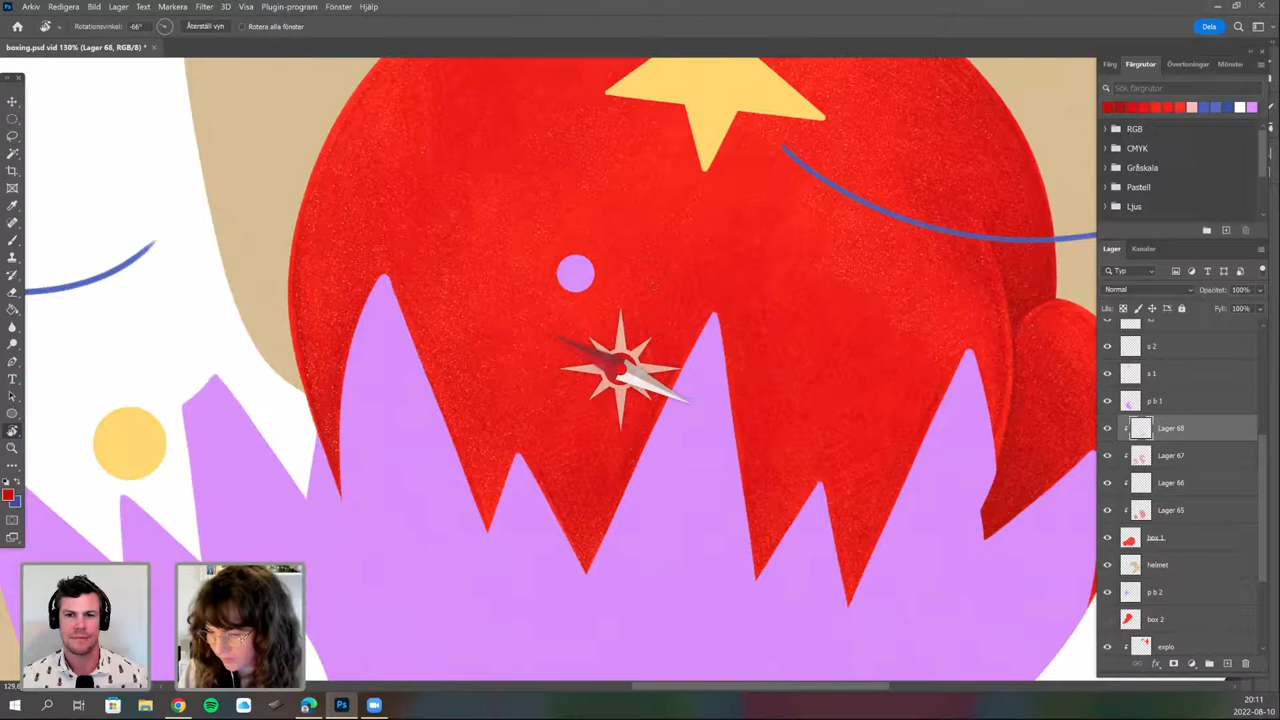 Arkiv Redigera Bild Lager Text Markera Filter 3D Visa Plugin-program Fönster Hjälp
Rotationsvinkel: -66° Återställ vyn Rotera alla fönster Dela
boxing.psd vid 130% (Lager 68, RGB/8) *
Färg Färgrutor Övertoningar Mönster
Sök färgrutor
RGB
CMYK
Gråskala
Pastell
Ljus
Lager Kanaler
Typ
Normal Opacitet: 100%
Lås: Fyll: 100%
s 2
s 1
p b 1
Lager 68
Lager 67
Lager 66
Lager 65
box 1
helmet
p b 2
box 2
explo
20:11
2022-08-10